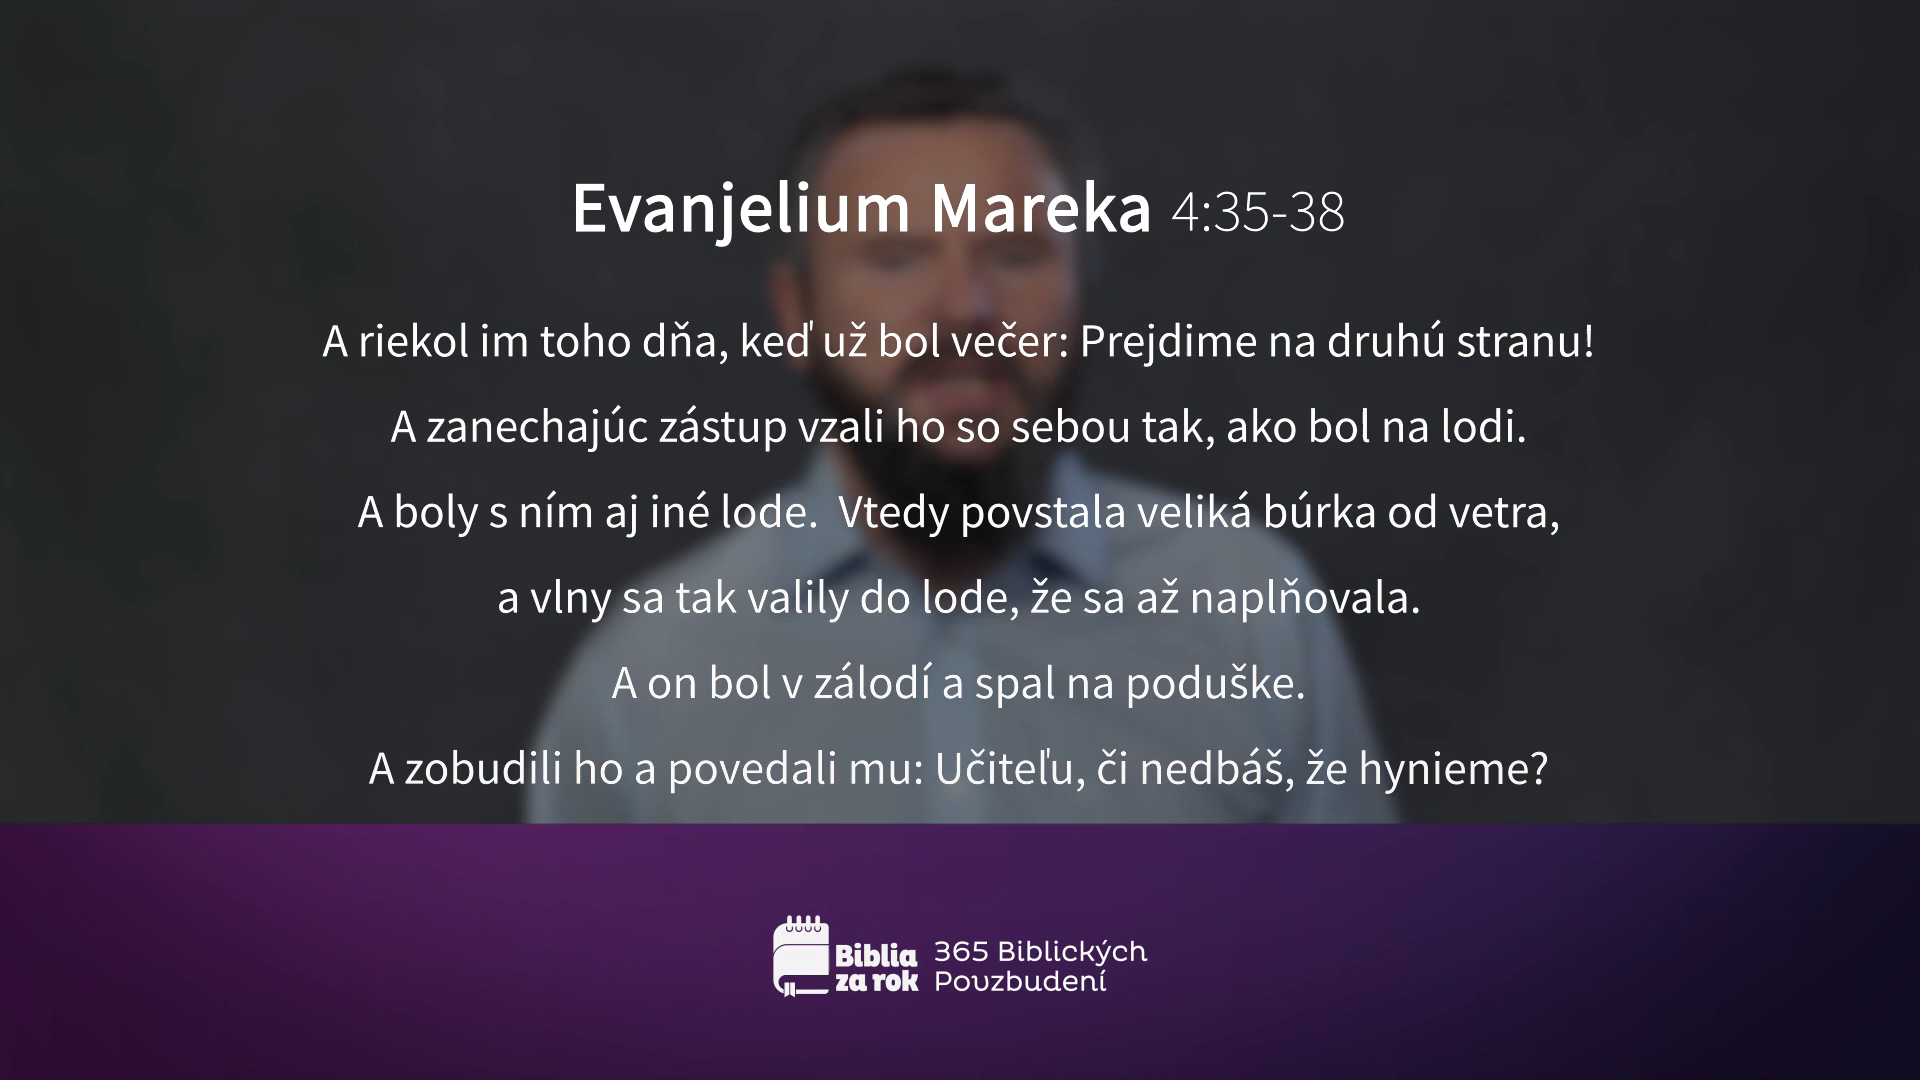 Evanjelium Mareka 4:35-38
A riekol im toho dňa, keď už bol večer: Prejdime na druhú stranu!
A zanechajúc zástup vzali ho so sebou tak, ako bol na lodi.
A boly s ním aj iné lode.  Vtedy povstala veliká búrka od vetra,
a vlny sa tak valily do lode, že sa až naplňovala.
A on bol v zálodí a spal na poduške.
A zobudili ho a povedali mu: Učiteľu, či nedbáš, že hynieme?
Biblia
za rok
365 Biblických
Povzbudení